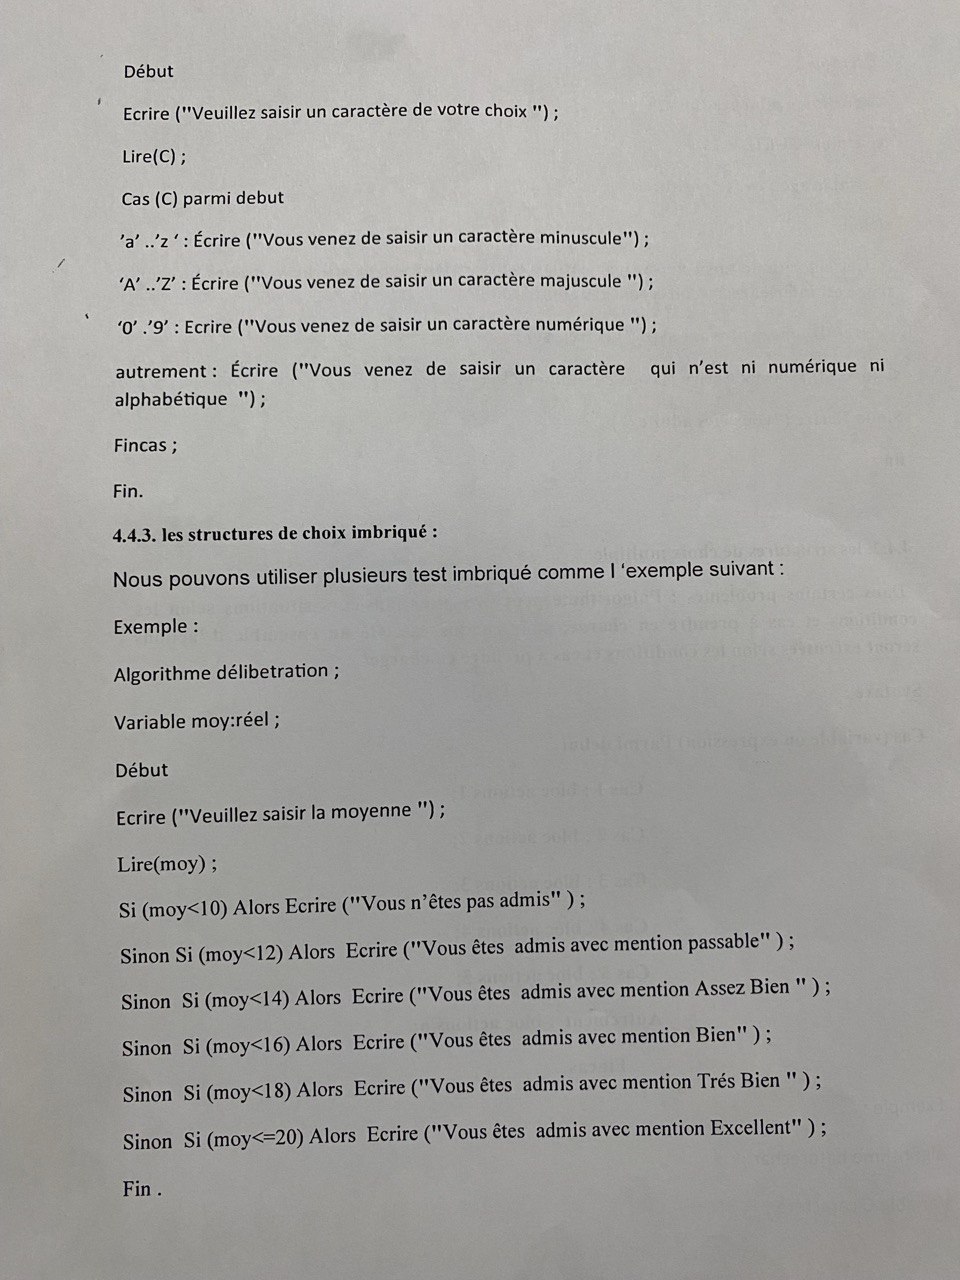 Début
Ecrire ("Veuillez saisir un caractère de votre choix ") ;
Lire(C) ;
Cas (C) parmi debut
’a’ ..’z ‘ : Écrire ("Vous venez de saisir un caractère minuscule") ;
‘A’ ..’Z’ : Écrire ("Vous venez de saisir un caractère majuscule ") ;
‘0’ .’9’ : Ecrire ("Vous venez de saisir un caractère numérique ") ;
autrement : Écrire ("Vous venez de saisir un caractère qui n’est ni numérique ni
alphabétique ") ;
Fincas ;
Fin.
4.4.3. les structures de choix imbriqué :
Nous pouvons utiliser plusieurs test imbriqué comme l ‘exemple suivant :
Exemple :
Algorithme délibetration ;
Variable moy:réel ;
Début
Ecrire ("Veuillez saisir la moyenne ") ;
Lire(moy) ;
Si (moy<10) Alors Ecrire ("Vous n’êtes pas admis" ) ;
Sinon Si (moy<12) Alors Ecrire ("Vous êtes admis avec mention passable" ) ;
Sinon Si (moy<14) Alors Ecrire ("Vous êtes admis avec mention Assez Bien " ) ;
Sinon Si (moy<16) Alors Ecrire ("Vous êtes admis avec mention Bien" ) ;
Sinon Si (moy<18) Alors Ecrire ("Vous êtes admis avec mention Trés Bien " ) ;
Sinon Si (moy<=20) Alors Ecrire ("Vous êtes admis avec mention Excellent" ) ;
Fin .